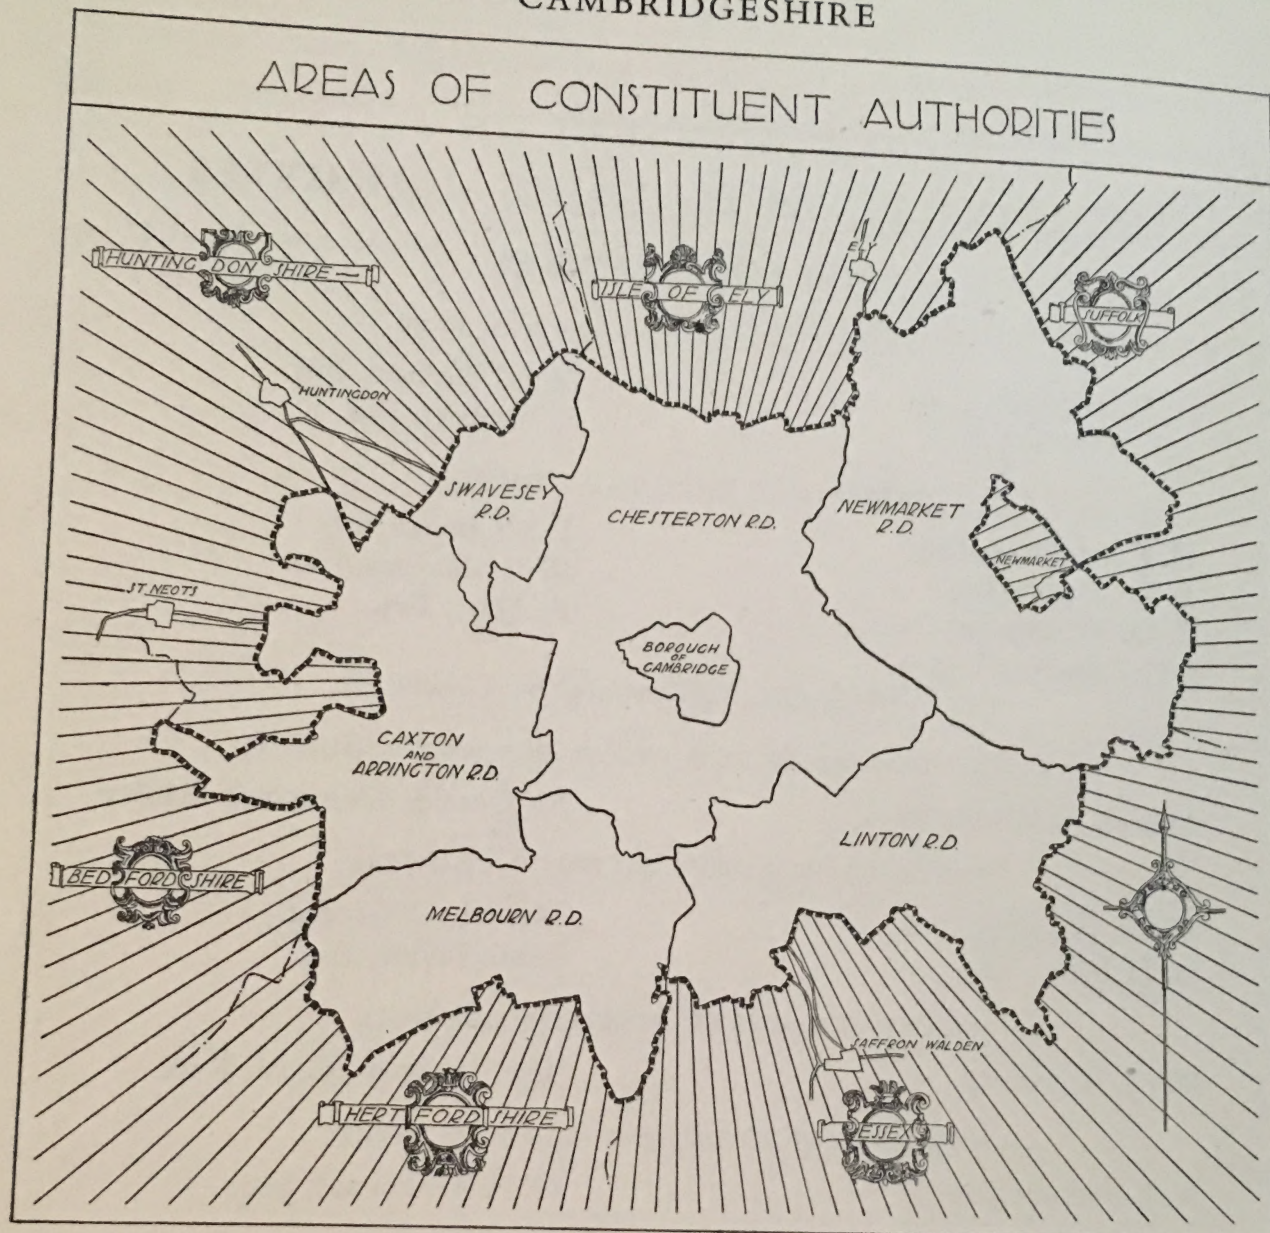 CAMBRIDGESHIRE
AREAS OF CONSTITUENT AUTHORITIES
HUNTINGDONSHIRE
ISLE OF ELY
ELY
SUFFOLK
HUNTINGDON
SWAVESEY
R.D.
CHESTERTON R.D.
NEWMARKET
R.D.
NEWMARKET
ST. NEOTS
BOROUGH
OF
CAMBRIDGE
CAXTON
AND
ARRINGTON R.D.
LINTON R.D.
BEDFORDSHIRE
MELBOURN R.D.
SAFFRON WALDEN
HERTFORDSHIRE
ESSEX